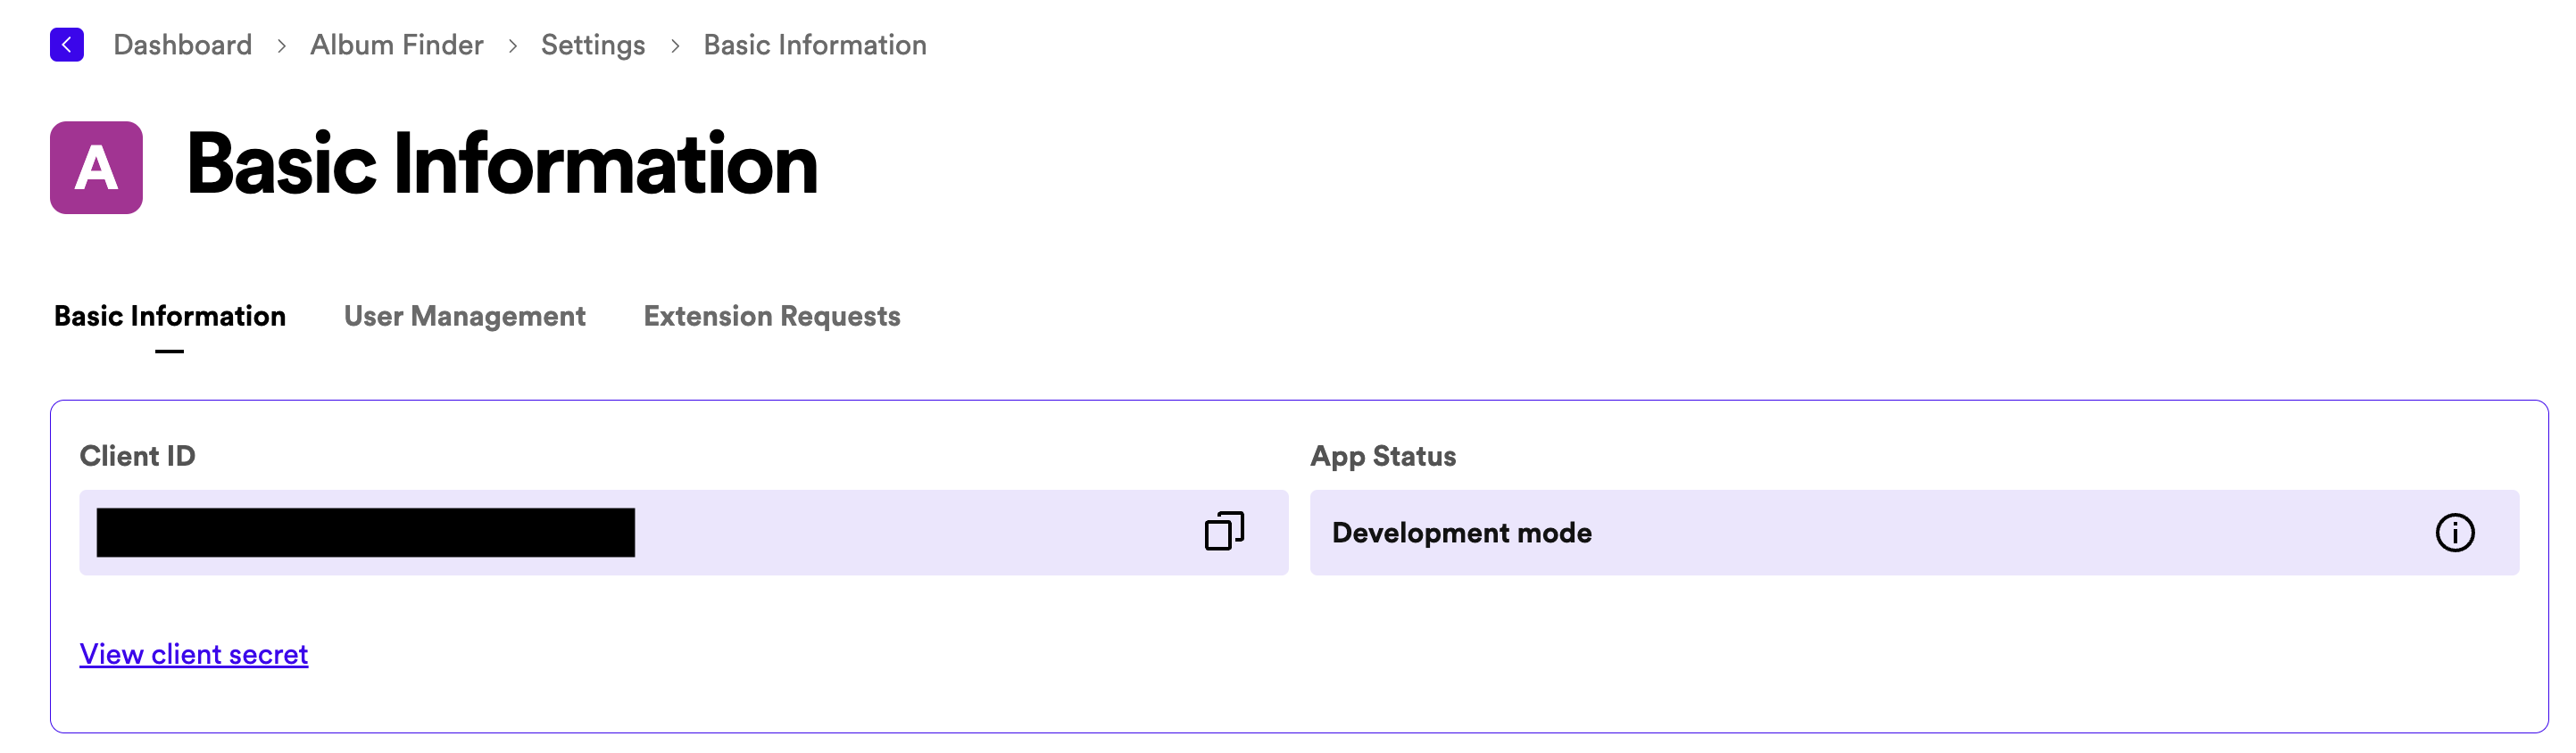 Dashboard > Album Finder > Settings > Basic Information
A Basic Information
Basic Information User Management Extension Requests
Client ID App Status
Development mode
View client secret